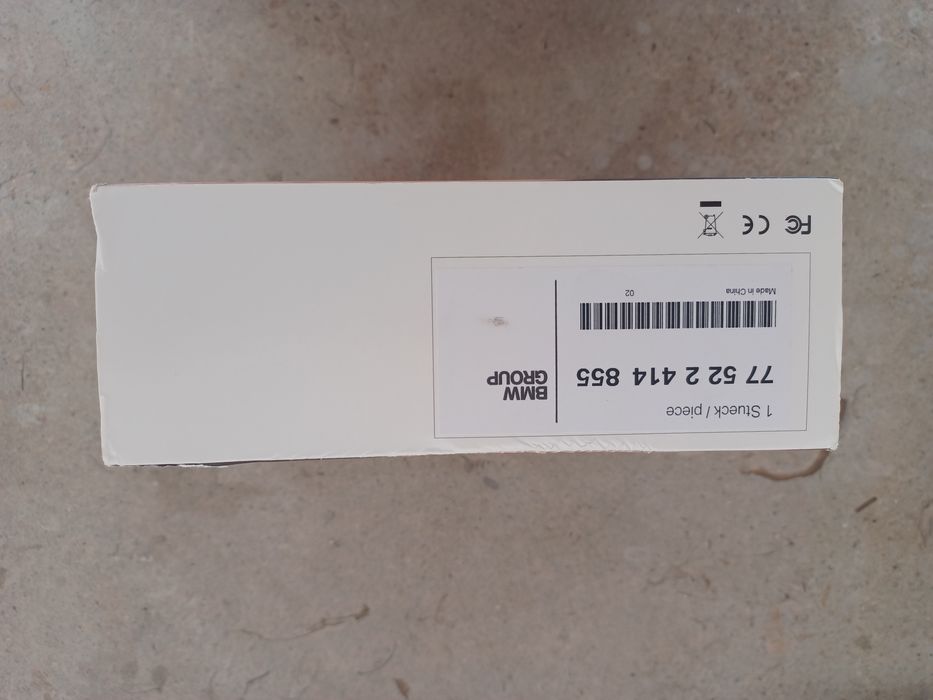 1 Stueck / piece
77 52 2 414 855
Made in China 02
BMW
GROUP
FC CE